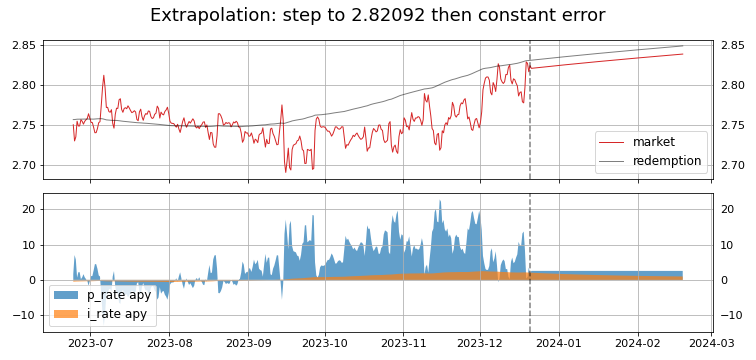 Extrapolation: step to 2.82092 then constant error
2.85 2.85
2.80 2.80
2.75 2.75
2.70 2.70
market
redemption
20 20
10 10
0 0
−10 −10
p_rate apy
i_rate apy
2023-07 2023-08 2023-09 2023-10 2023-11 2023-12 2024-01 2024-02 2024-03